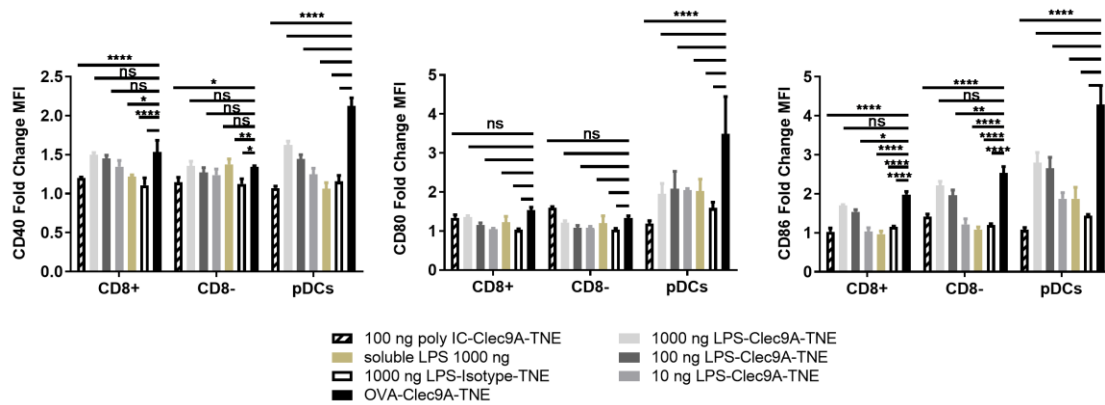 CD40 Fold Change MFI
2.5
2.0
1.5
1.0
0.5
0.0
****
ns
ns
*
****
*
ns
ns
ns
**
*
****
CD8+ CD8- pDCs
CD80 Fold Change MFI
5
4
3
2
1
0
ns
ns
****
CD8+ CD8- pDCs
CD86 Fold Change MFI
5
4
3
2
1
0
****
ns
*
****
****
****
****
ns
**
****
****
****
****
CD8+ CD8- pDCs
100 ng poly IC-Clec9A-TNE
soluble LPS 1000 ng
1000 ng LPS-Isotype-TNE
OVA-Clec9A-TNE
1000 ng LPS-Clec9A-TNE
100 ng LPS-Clec9A-TNE
10 ng LPS-Clec9A-TNE